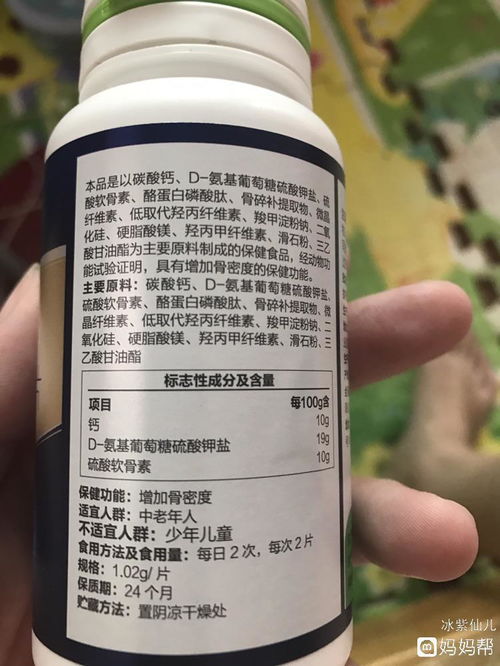 本品是以碳酸钙、D-氨基葡萄糖硫酸钾盐、硫
酸软骨素、酪蛋白磷酸肽、骨碎补提取物、微晶
纤维素、低取代羟丙纤维素、羧甲淀粉钠、二氧
化硅、硬脂酸镁、羟丙甲纤维素、滑石粉、三乙
酸甘油酯为主要原料制成的保健食品，经动物功
能试验证明，具有增加骨密度的保健功能。
主要原料：碳酸钙、D-氨基葡萄糖硫酸钾盐、
硫酸软骨素、酪蛋白磷酸肽、骨碎补提取物、微
晶纤维素、低取代羟丙纤维素、羧甲淀粉钠、二
氧化硅、硬脂酸镁、羟丙甲纤维素、滑石粉、三
乙酸甘油酯
标志性成分及含量
项目 每100g含
钙 10g
D-氨基葡萄糖硫酸钾盐 19g
硫酸软骨素 10g
保健功能：增加骨密度
适宜人群：中老年人
不适宜人群：少年儿童
食用方法及食用量：每日2次，每次2片
规格：1.02g/片
保质期：24个月
贮藏方法：置阴凉干燥处
冰紫仙儿
妈妈帮